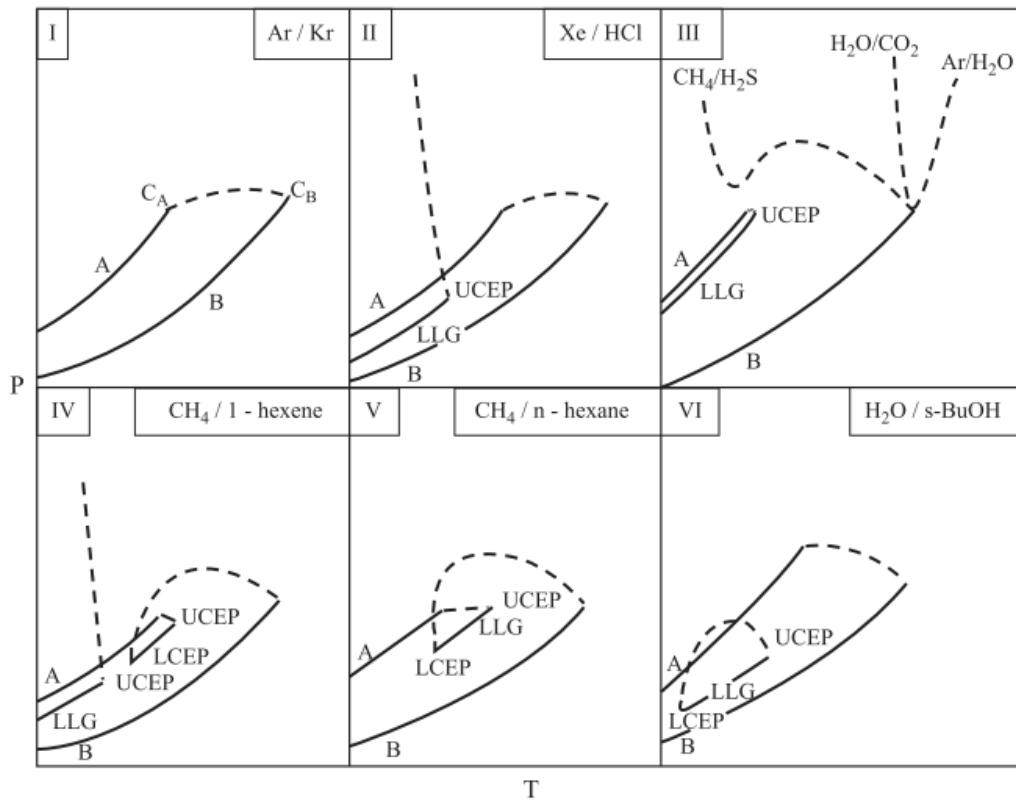 I
Ar / Kr
C_A
C_B
A
B
II
Xe / HCl
A
UCEP
LLG
B
III
H₂O/CO₂
Ar/H₂O
CH₄/H₂S
UCEP
A
LLG
B
P
IV
CH₄ / 1 - hexene
UCEP
LCEP
A
UCEP
LLG
B
V
CH₄ / n - hexane
UCEP
LLG
A
LCEP
B
VI
H₂O / s-BuOH
UCEP
A
LLG
LCEP
B
T